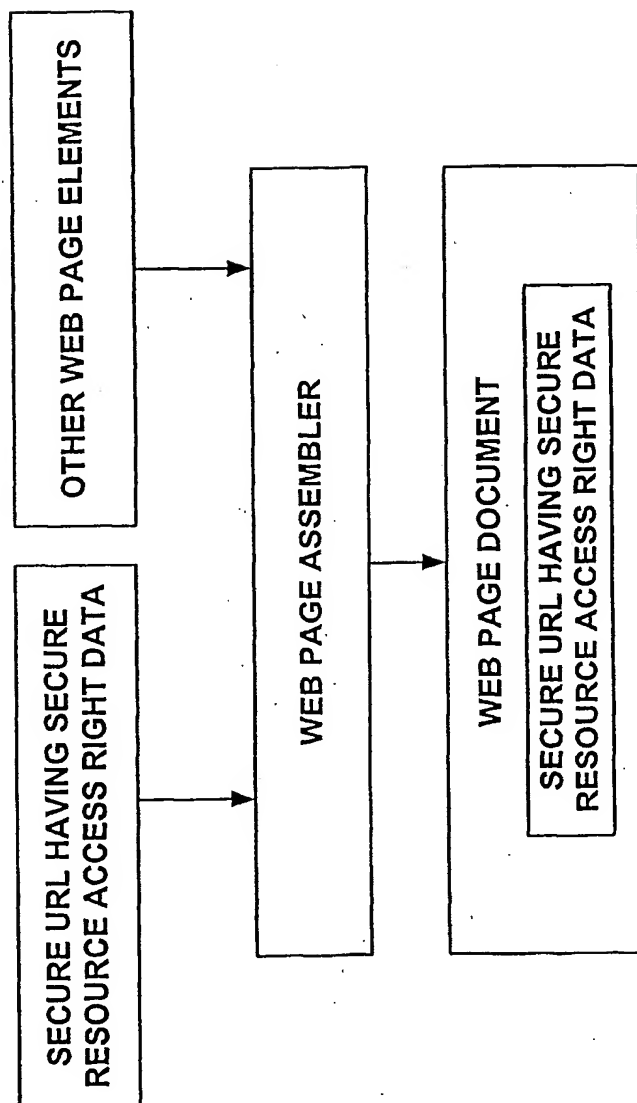 SECURE URL HAVING SECURE
RESOURCE ACCESS RIGHT DATA
OTHER WEB PAGE ELEMENTS
WEB PAGE ASSEMBLER
WEB PAGE DOCUMENT
SECURE URL HAVING SECURE
RESOURCE ACCESS RIGHT DATA